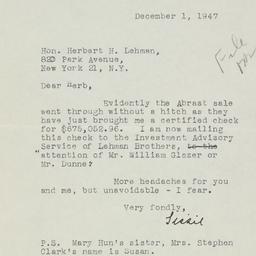 December 1, 1947
File
Hon. Herbert H. Lehman,
820 Park Avenue,
New York 21, N.Y.
Dear Herb,
Evidently the Abrast sale
went through without a hitch as they
have just brought me a certified check
for $675,052.96. I am now mailing
this check to the Investment Advisory
Service of Lehman Brothers, to the
"attention of Mr. William Glezer or
Mr. Dunne?
More headaches for you
and me, but unavoidable - I fear.
Very fondly,
P.S. Mary Hun's sister, Mrs. Stephen
Clark's name is Susan.